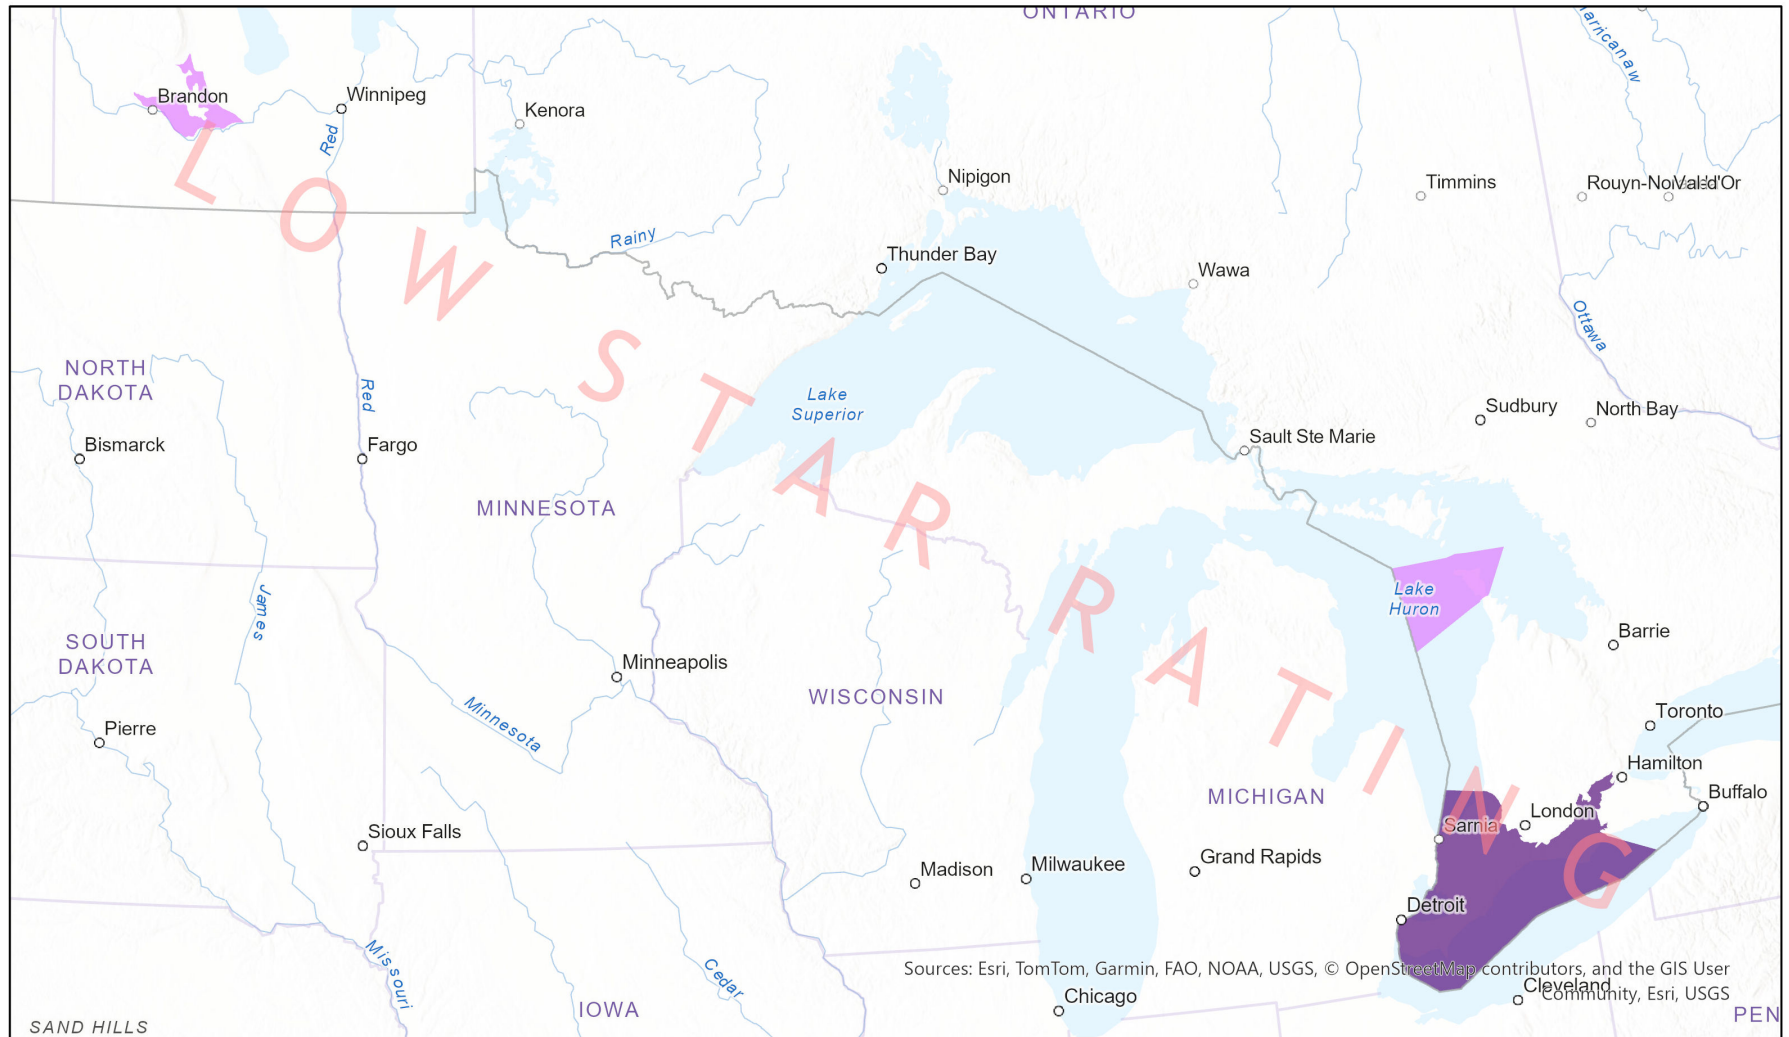 ONTARIO
Harricanaw
Brandon
Winnipeg
Kenora
Red
Nipigon
Timmins
Rouyn-Noranda
Val-d'Or
Rainy
Thunder Bay
Wawa
Ottawa
NORTH
DAKOTA
Red
Lake
Superior
Sudbury
North Bay
Bismarck
Fargo
Sault Ste Marie
MINNESOTA
James
Lake
Huron
SOUTH
DAKOTA
Barrie
Minneapolis
WISCONSIN
Minnesota
Pierre
Toronto
Hamilton
MICHIGAN
Buffalo
Sioux Falls
London
Sarnia
Madison
Milwaukee
Grand Rapids
Detroit
Missouri
Cedar
Sources: Esri, TomTom, Garmin, FAO, NOAA, USGS, © OpenStreetMap contributors, and the GIS User
Community, Esri, USGS
Cleveland
Chicago
IOWA
PEN
SAND HILLS
LOW STAR RATING